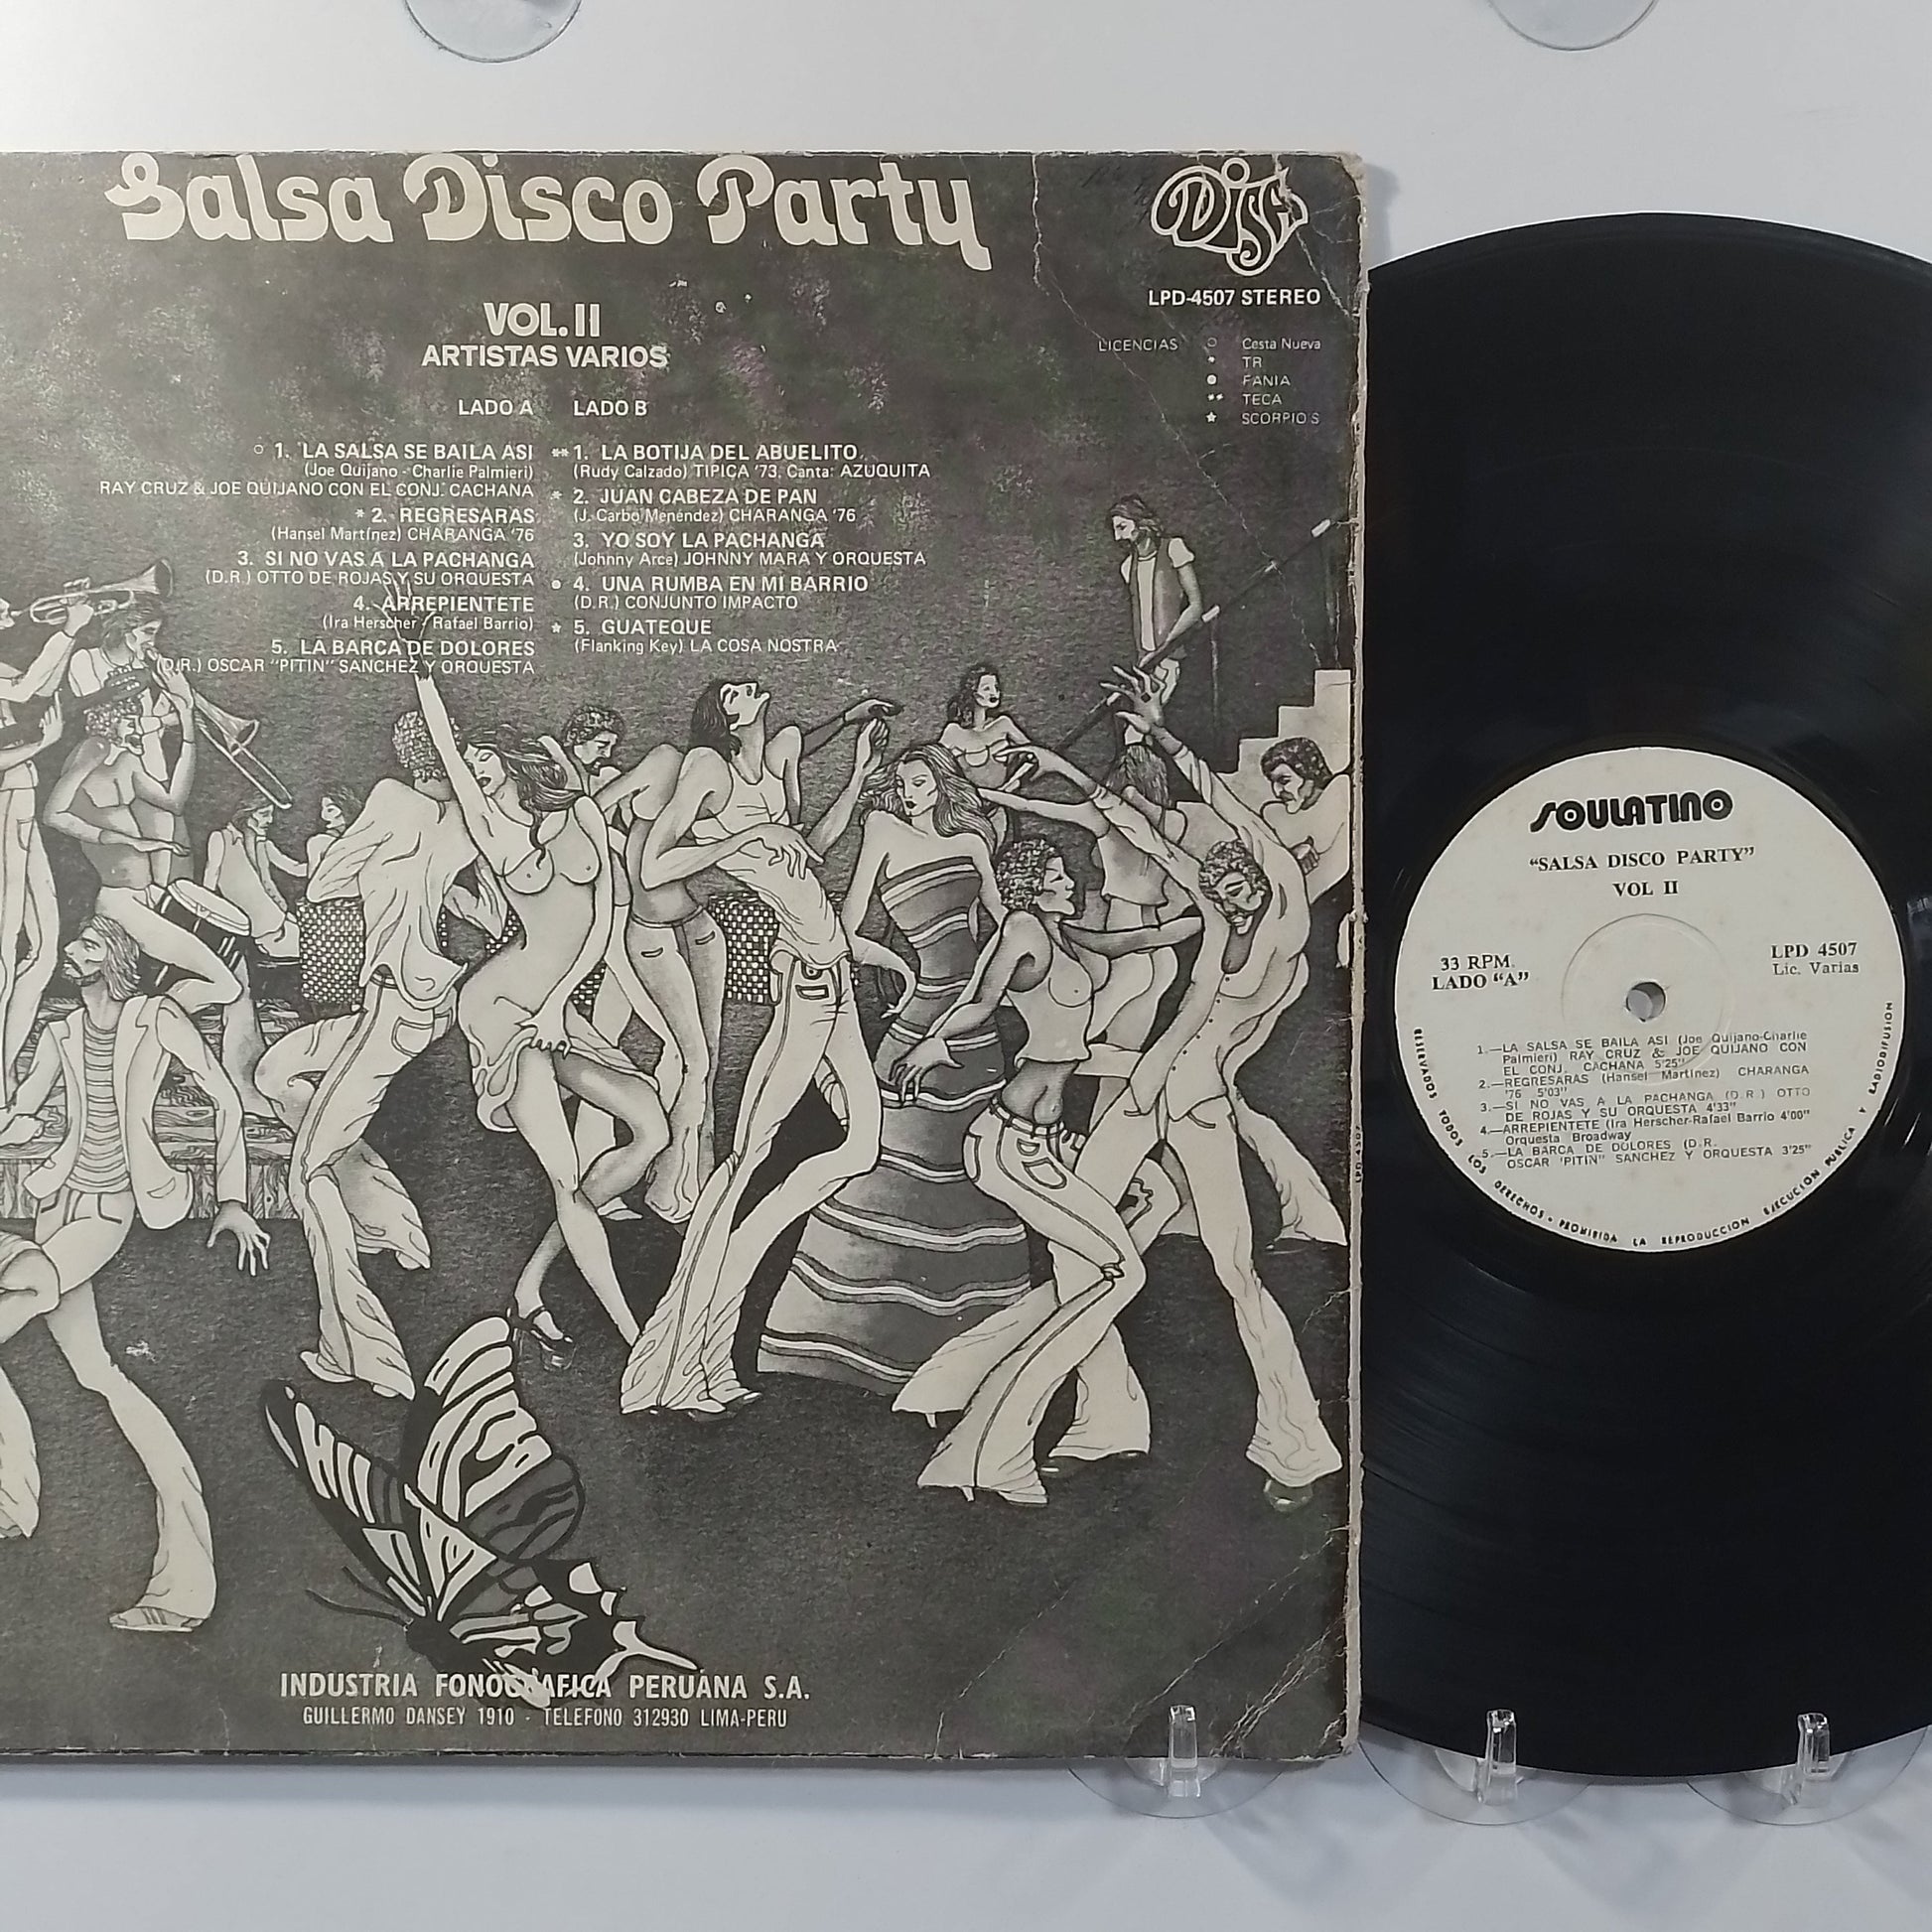 Salsa Disco Party
Disy
LPD-4507 STEREO
VOL. II
ARTISTAS VARIOS
LICENCIAS ○ Cesta Nueva
* TR
● FANIA
** TECA
★ SCORPIO'S
LADO A
○ 1. LA SALSA SE BAILA ASI
(Joe Quijano - Charlie Palmieri)
RAY CRUZ & JOE QUIJANO CON EL CONJ. CACHANA
* 2. REGRESARAS
(Hansel Martínez) CHARANGA '76
3. SI NO VAS A LA PACHANGA
(D.R.) OTTO DE ROJAS Y SU ORQUESTA
4. ARREPIENTETE
(Ira Herscher - Rafael Barrio)
5. LA BARCA DE DOLORES
(D.R.) OSCAR "PITIN" SANCHEZ Y ORQUESTA
LADO B
** 1. LA BOTIJA DEL ABUELITO
(Rudy Calzado) TIPICA '73. Canta: AZUQUITA
* 2. JUAN CABEZA DE PAN
(J. Carbó Menéndez) CHARANGA '76
3. YO SOY LA PACHANGA
(Johnny Arce) JOHNNY MARA Y ORQUESTA
● 4. UNA RUMBA EN MI BARRIO
(D.R.) CONJUNTO IMPACTO
★ 5. GUATEQUE
(Flanking Key) LA COSA NOSTRA
INDUSTRIA FONOGRAFICA PERUANA S.A.
GUILLERMO DANSEY 1910 - TELEFONO 312930 LIMA-PERU
LPD-4507
SOULATINO
"SALSA DISCO PARTY"
VOL II
33 RPM.
LADO "A"
LPD 4507
Lic. Varias
1.—LA SALSA SE BAILA ASI (Joe Quijano-Charlie
Palmieri) RAY CRUZ & JOE QUIJANO CON
EL CONJ. CACHANA 5'25"
2.—REGRESARAS (Hansel Martínez) CHARANGA
'76 5'03"
3.—SI NO VAS A LA PACHANGA (D.R.) OTTO
DE ROJAS Y SU ORQUESTA 4'33"
4.—ARREPIENTETE (Ira Herscher-Rafael Barrio 4'00"
Orquesta Broadway
5.—LA BARCA DE DOLORES (D.R.
OSCAR 'PITIN" SANCHEZ Y ORQUESTA 3'25"
RESERVADOS TODOS LOS DERECHOS - PROHIBIDA LA REPRODUCCION EJECUCION PUBLICA Y RADIODIFUSION